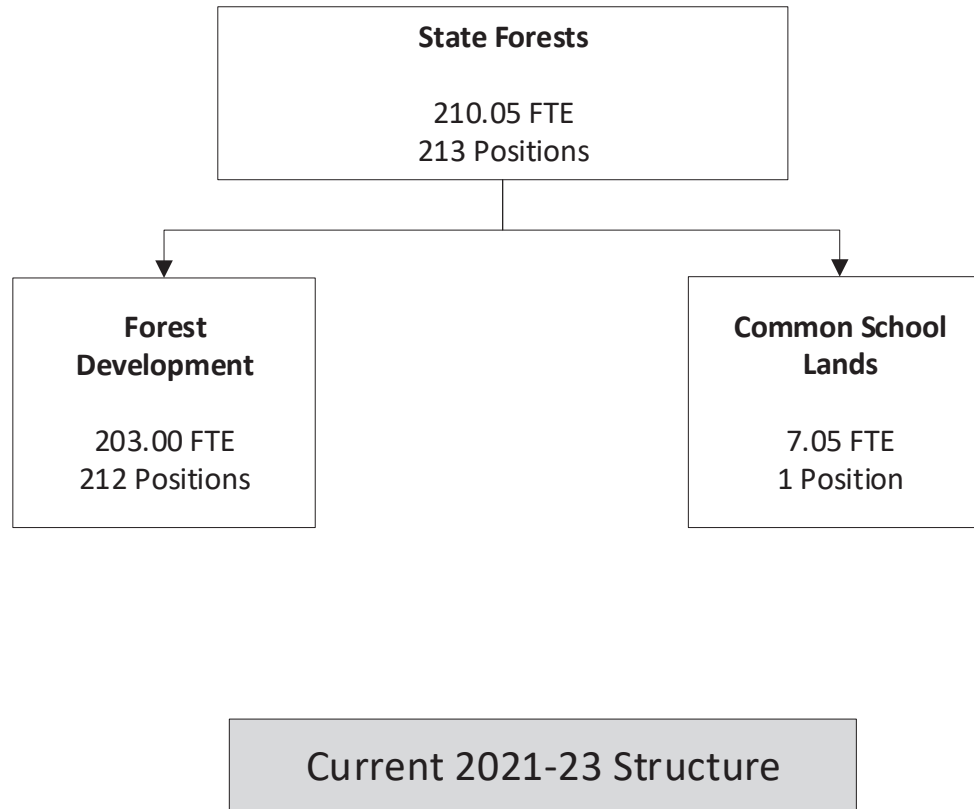 State Forests
210.05 FTE
213 Positions
Forest
Development
203.00 FTE
212 Positions
Common School
Lands
7.05 FTE
1 Position
Current 2021-23 Structure